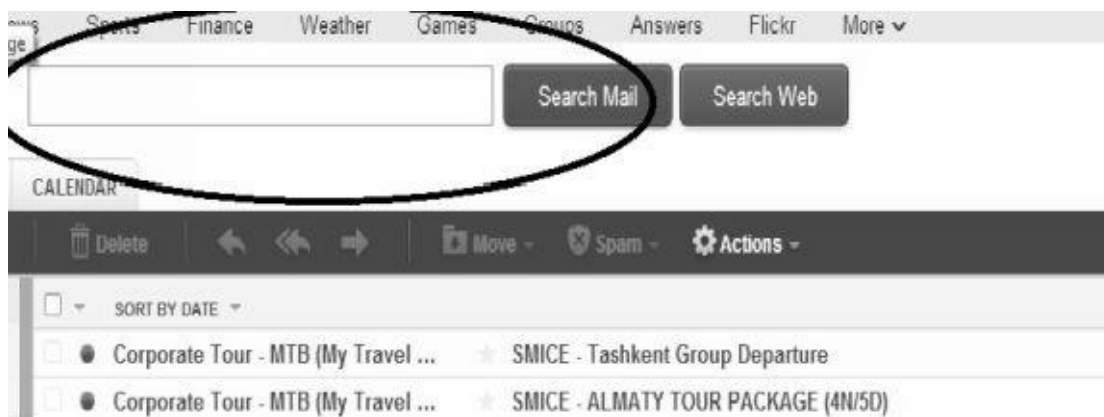 Sports Finance Weather Games Groups Answers Flickr More
ge
Search Mail Search Web
CALENDAR
Delete Move Spam Actions
SORT BY DATE
Corporate Tour - MTB (My Travel ... SMICE - Tashkent Group Departure
Corporate Tour - MTB (My Travel ... SMICE - ALMATY TOUR PACKAGE (4N/5D)